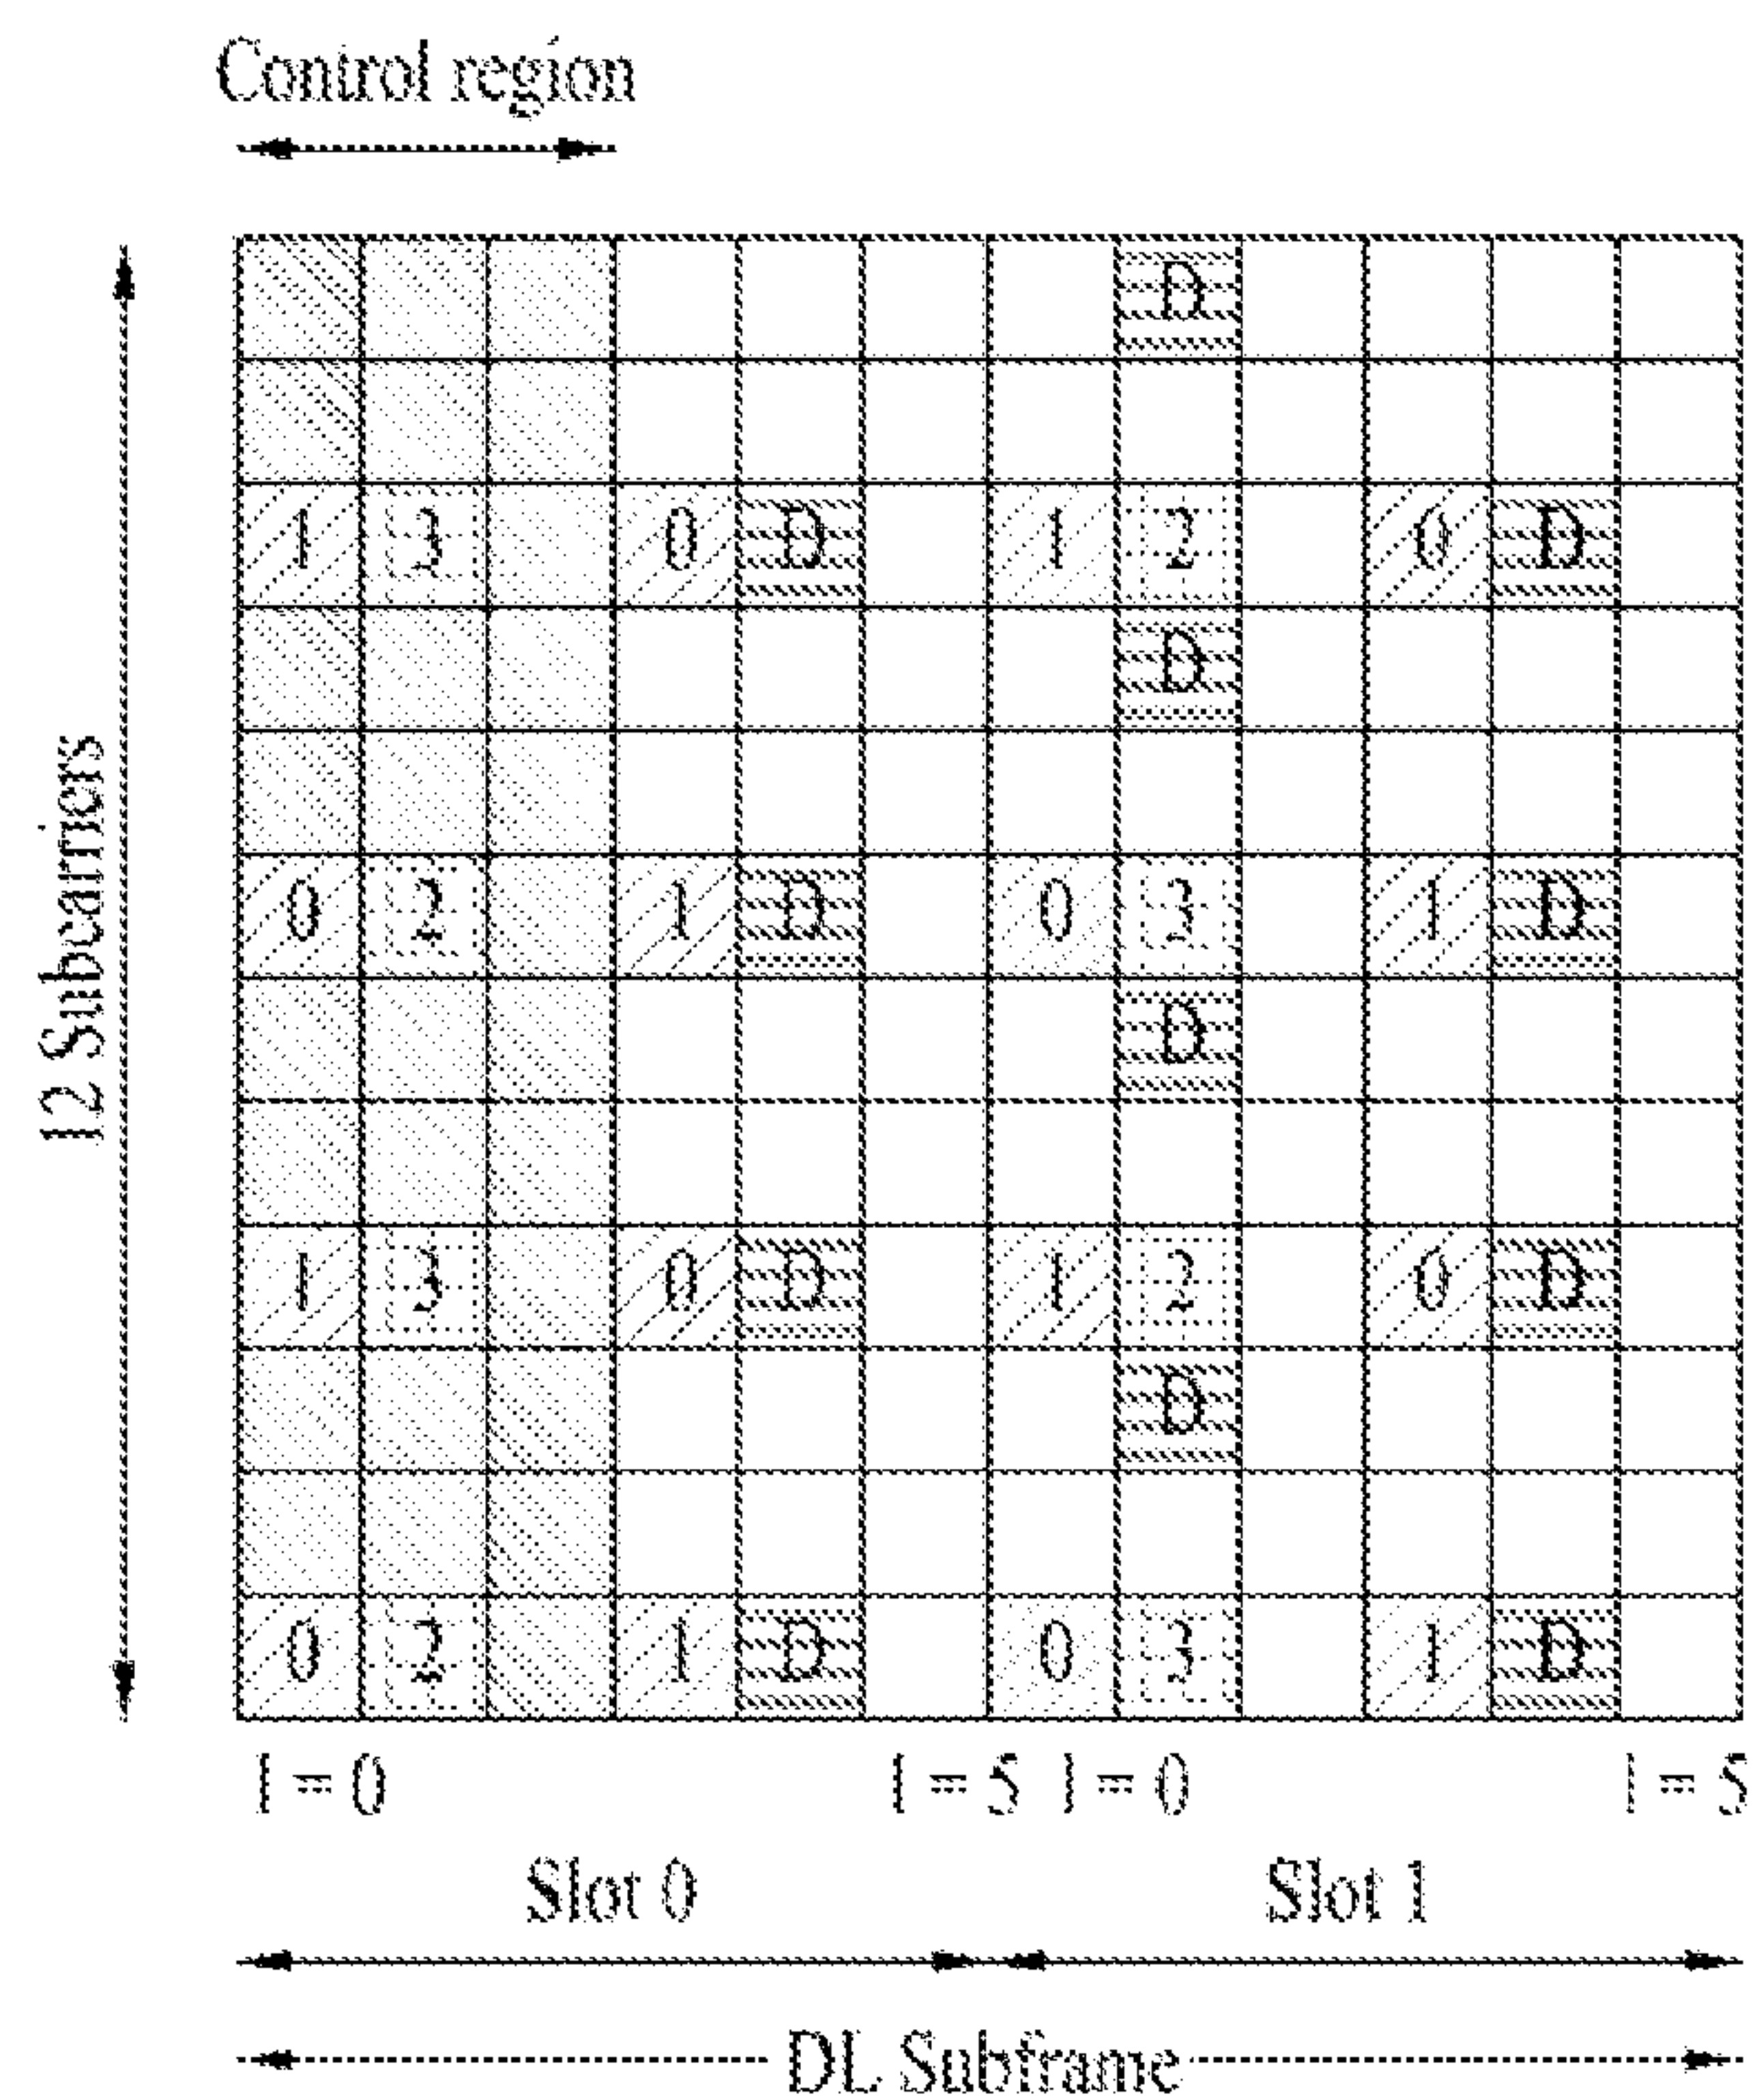 Control region
12 Subcarriers
D
1 3 0 D 1 2 0 D
D
0 2 1 D 0 3 1 D
D
1 3 0 D 1 2 0 D
D
0 2 1 D 0 3 1 D
l = 0 l = 5 l = 0 l = 5
Slot 0 Slot 1
DL Subframe